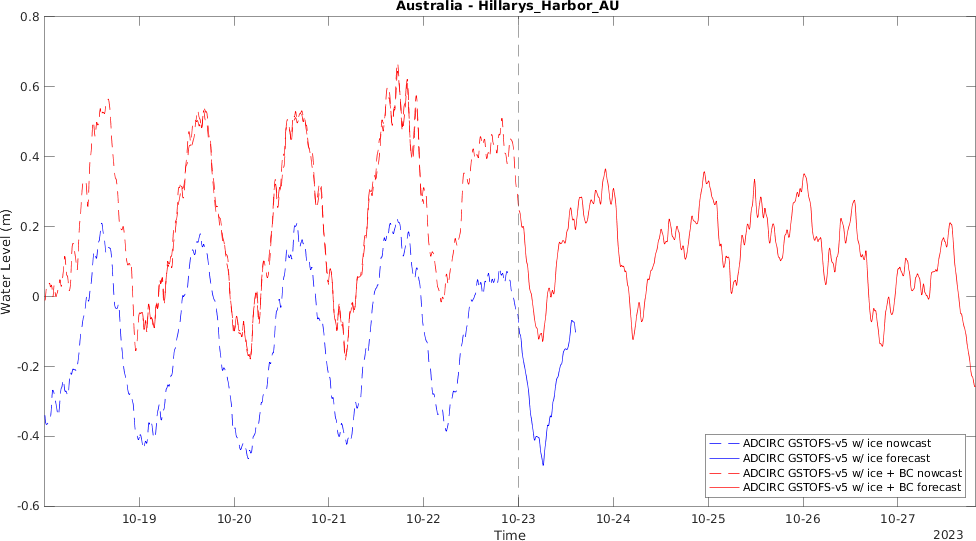 Australia - Hillarys_Harbor_AU
0.8
0.6
0.4
0.2
0
-0.2
-0.4
-0.6
Water Level (m)
ADCIRC GSTOFS-v5 w/ ice nowcast
ADCIRC GSTOFS-v5 w/ ice forecast
ADCIRC GSTOFS-v5 w/ ice + BC nowcast
ADCIRC GSTOFS-v5 w/ ice + BC forecast
10-19 10-20 10-21 10-22 10-23 10-24 10-25 10-26 10-27
Time
2023